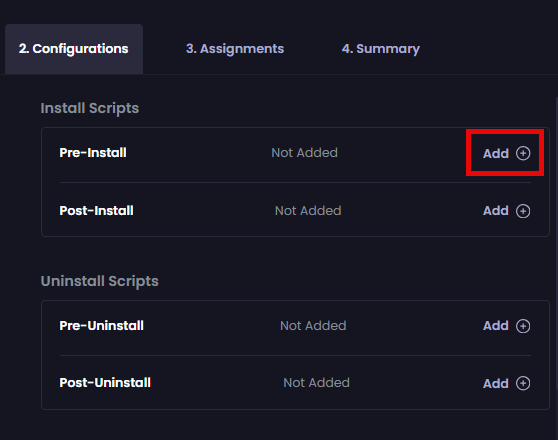 2. Configurations 3. Assignments 4. Summary
Install Scripts
Pre-Install Not Added Add
Post-Install Not Added Add
Uninstall Scripts
Pre-Uninstall Not Added Add
Post-Uninstall Not Added Add